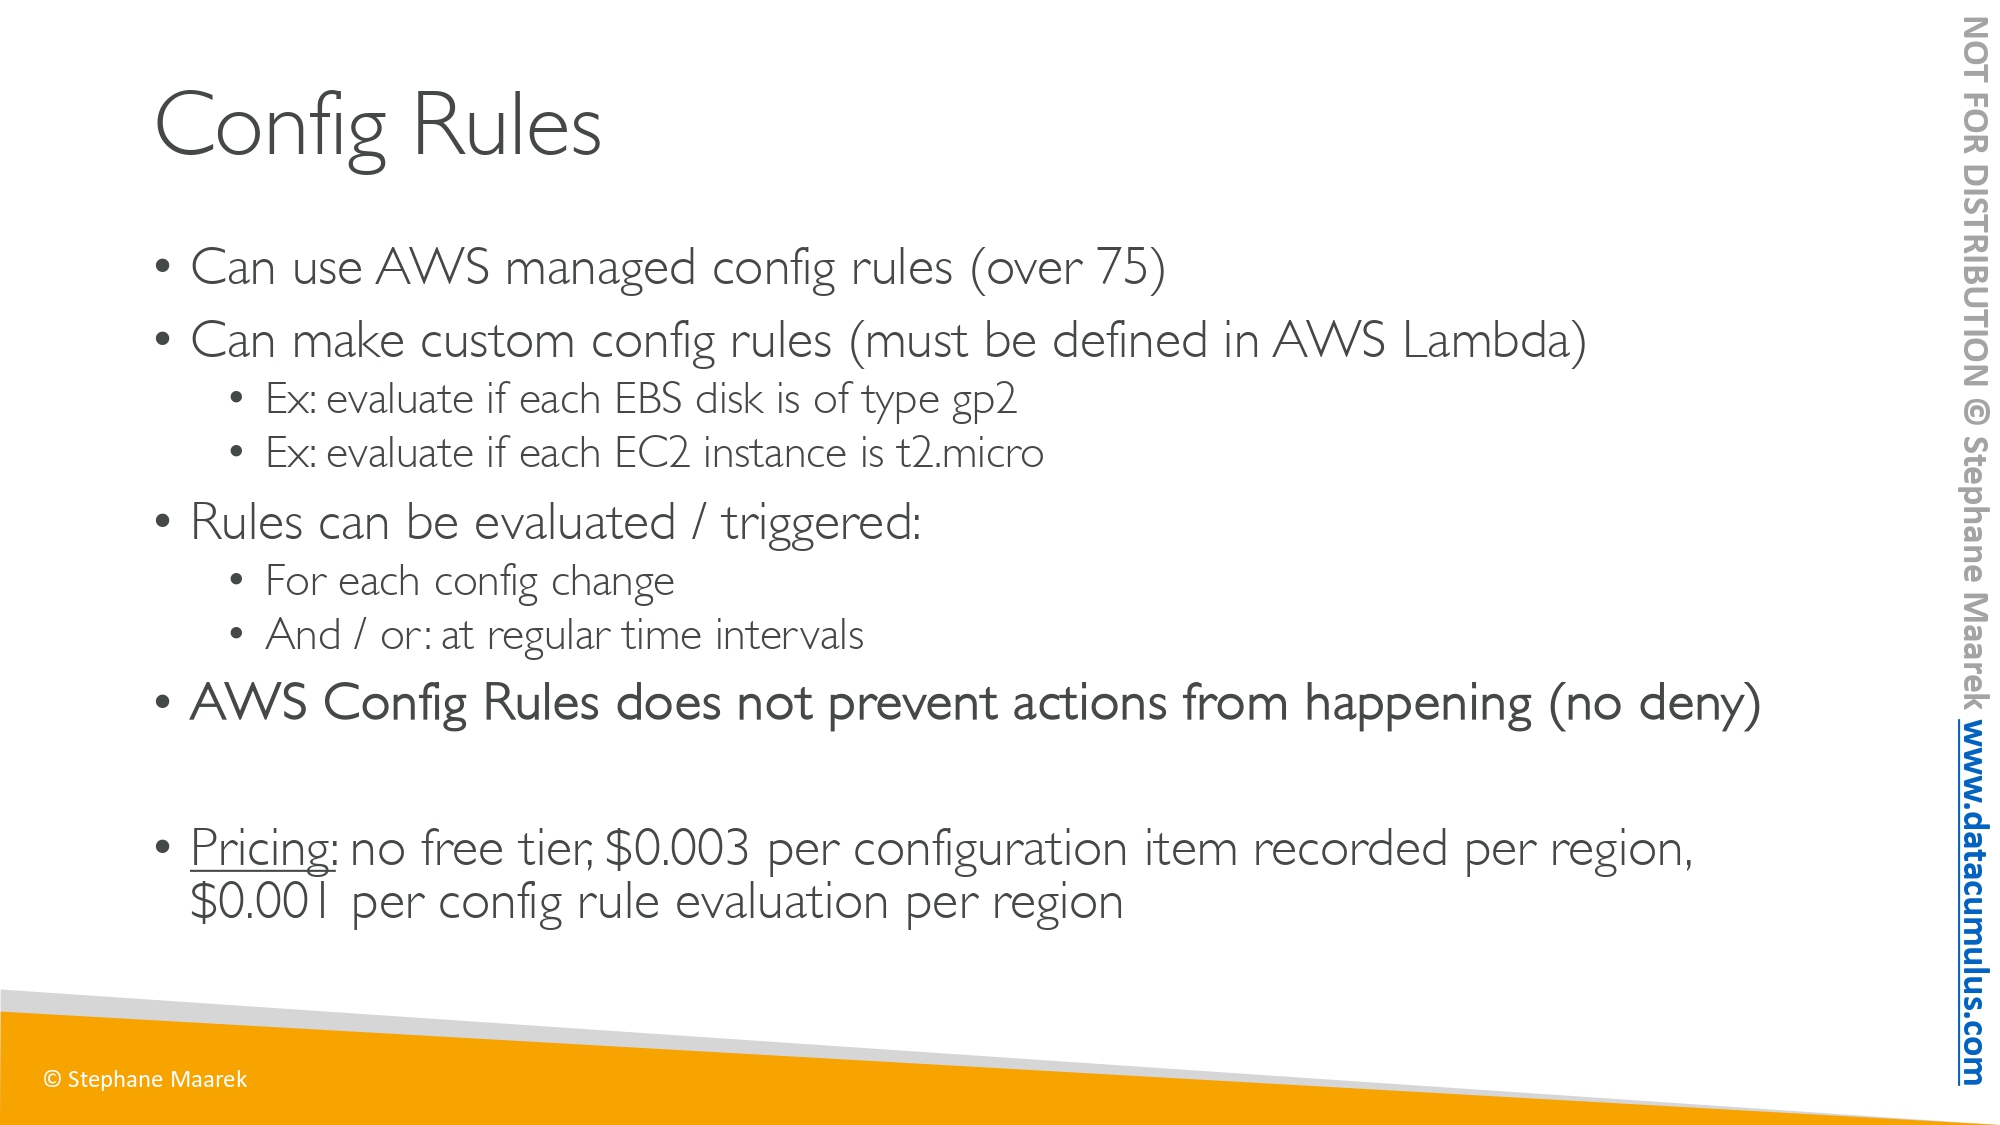 Config Rules
• Can use AWS managed config rules (over 75)
• Can make custom config rules (must be defined in AWS Lambda)
• Ex: evaluate if each EBS disk is of type gp2
• Ex: evaluate if each EC2 instance is t2.micro
• Rules can be evaluated / triggered:
• For each config change
• And / or: at regular time intervals
• AWS Config Rules does not prevent actions from happening (no deny)
• Pricing: no free tier, $0.003 per configuration item recorded per region,
$0.001 per config rule evaluation per region
© Stephane Maarek
NOT FOR DISTRIBUTION © Stephane Maarek www.datacumulus.com